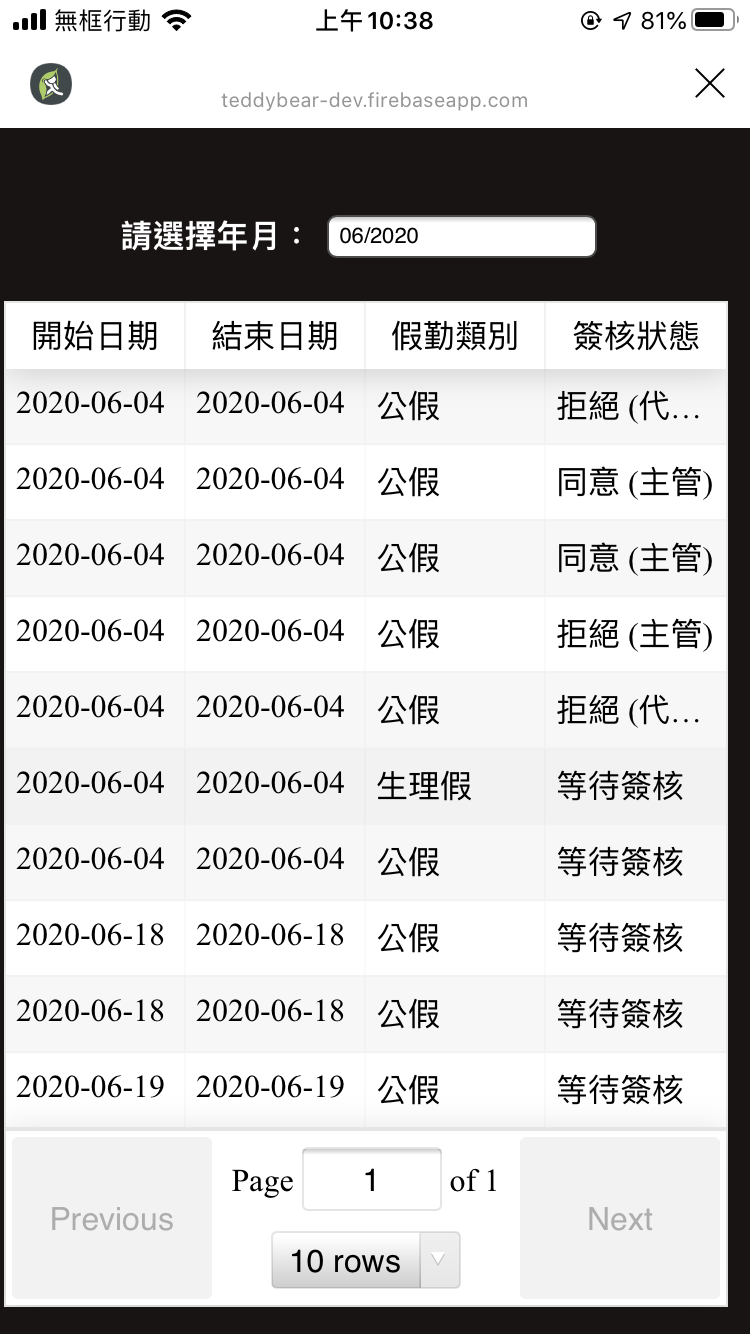 無框行動 上午10:38 81%
teddybear-dev.firebaseapp.com
請選擇年月： 06/2020
開始日期 結束日期 假勤類別 簽核狀態
2020-06-04 2020-06-04 公假 拒絕 (代…
2020-06-04 2020-06-04 公假 同意 (主管)
2020-06-04 2020-06-04 公假 同意 (主管)
2020-06-04 2020-06-04 公假 拒絕 (主管)
2020-06-04 2020-06-04 公假 拒絕 (代…
2020-06-04 2020-06-04 生理假 等待簽核
2020-06-04 2020-06-04 公假 等待簽核
2020-06-18 2020-06-18 公假 等待簽核
2020-06-18 2020-06-18 公假 等待簽核
2020-06-19 2020-06-19 公假 等待簽核
Previous Page 1 of 1 Next
10 rows